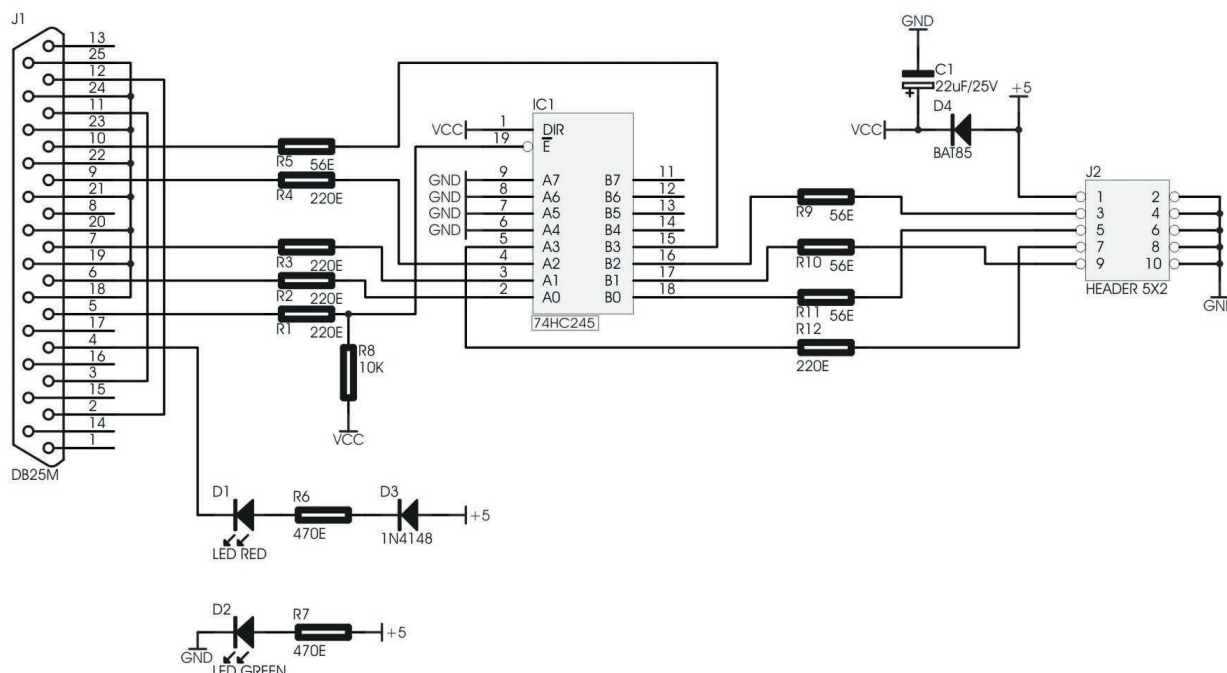 J1
13
25
12
24
11
23
10
22
9
21
8
20
7
19
6
18
5
17
4
16
3
15
2
14
1
DB25M
R5 56E
R4 220E
R3 220E
R2 220E
R1 220E
R8
10K
VCC
IC1
VCC 1 DIR
19 E
GND 9 A7 B7 11
GND 8 A6 B6 12
GND 7 A5 B5 13
GND 6 A4 B4 14
5 A3 B3 15
4 A2 B2 16
3 A1 B1 17
2 A0 B0 18
74HC245
R9 56E
R10 56E
R11 56E
R12
220E
GND
C1
22uF/25V
+
D4
+5
VCC
BAT85
J2
1 2
3 4
5 6
7 8
9 10
HEADER 5X2
GND
D1 R6 D3
+5
LED RED 470E 1N4148
D2 R7
+5
GND 470E
LED GREEN